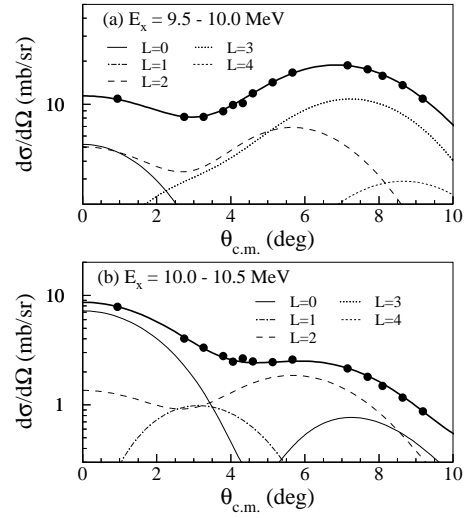 (a) E_x = 9.5 - 10.0 MeV
L=0 L=3
L=1 L=4
L=2
10
dσ/dΩ (mb/sr)
0 2 4 6 8 10
θ_c.m. (deg)
(b) E_x = 10.0 - 10.5 MeV
L=0 L=3
L=1 L=4
L=2
10
1
dσ/dΩ (mb/sr)
0 2 4 6 8 10
θ_c.m. (deg)